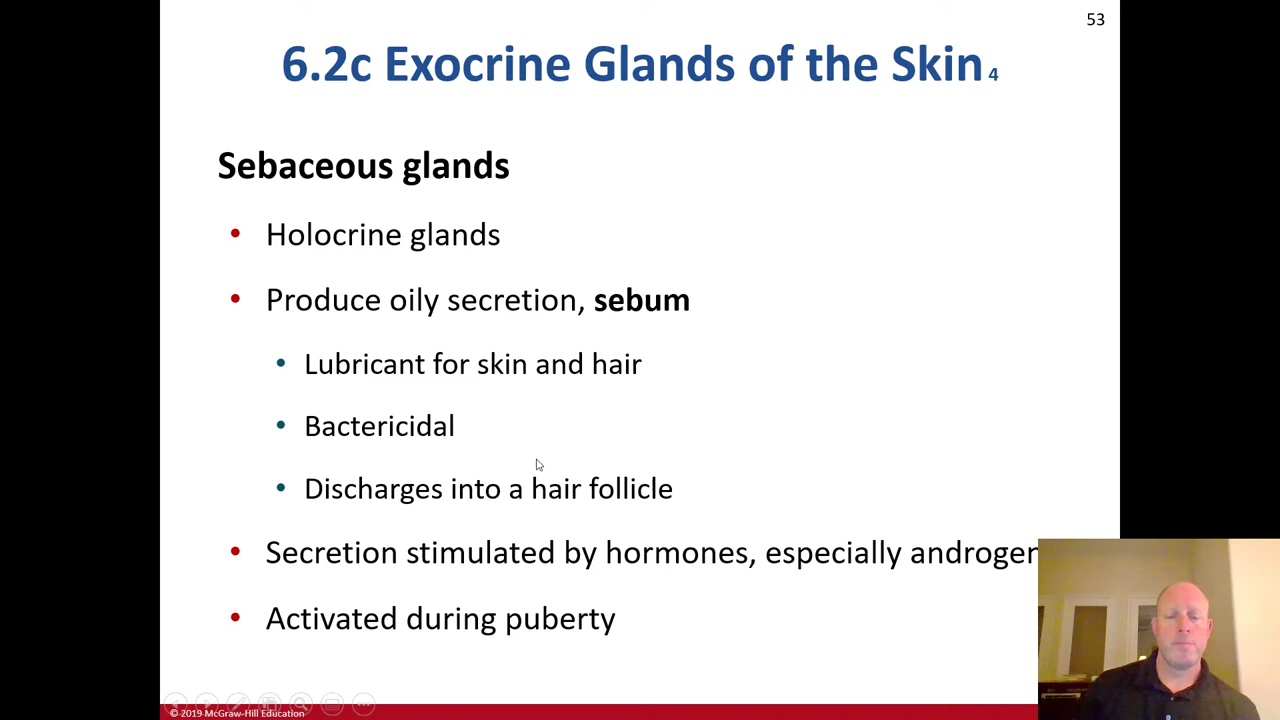 53
6.2c Exocrine Glands of the Skin 4
Sebaceous glands
• Holocrine glands
• Produce oily secretion, sebum
• Lubricant for skin and hair
• Bactericidal
• Discharges into a hair follicle
• Secretion stimulated by hormones, especially androgen
• Activated during puberty
© 2019 McGraw-Hill Education